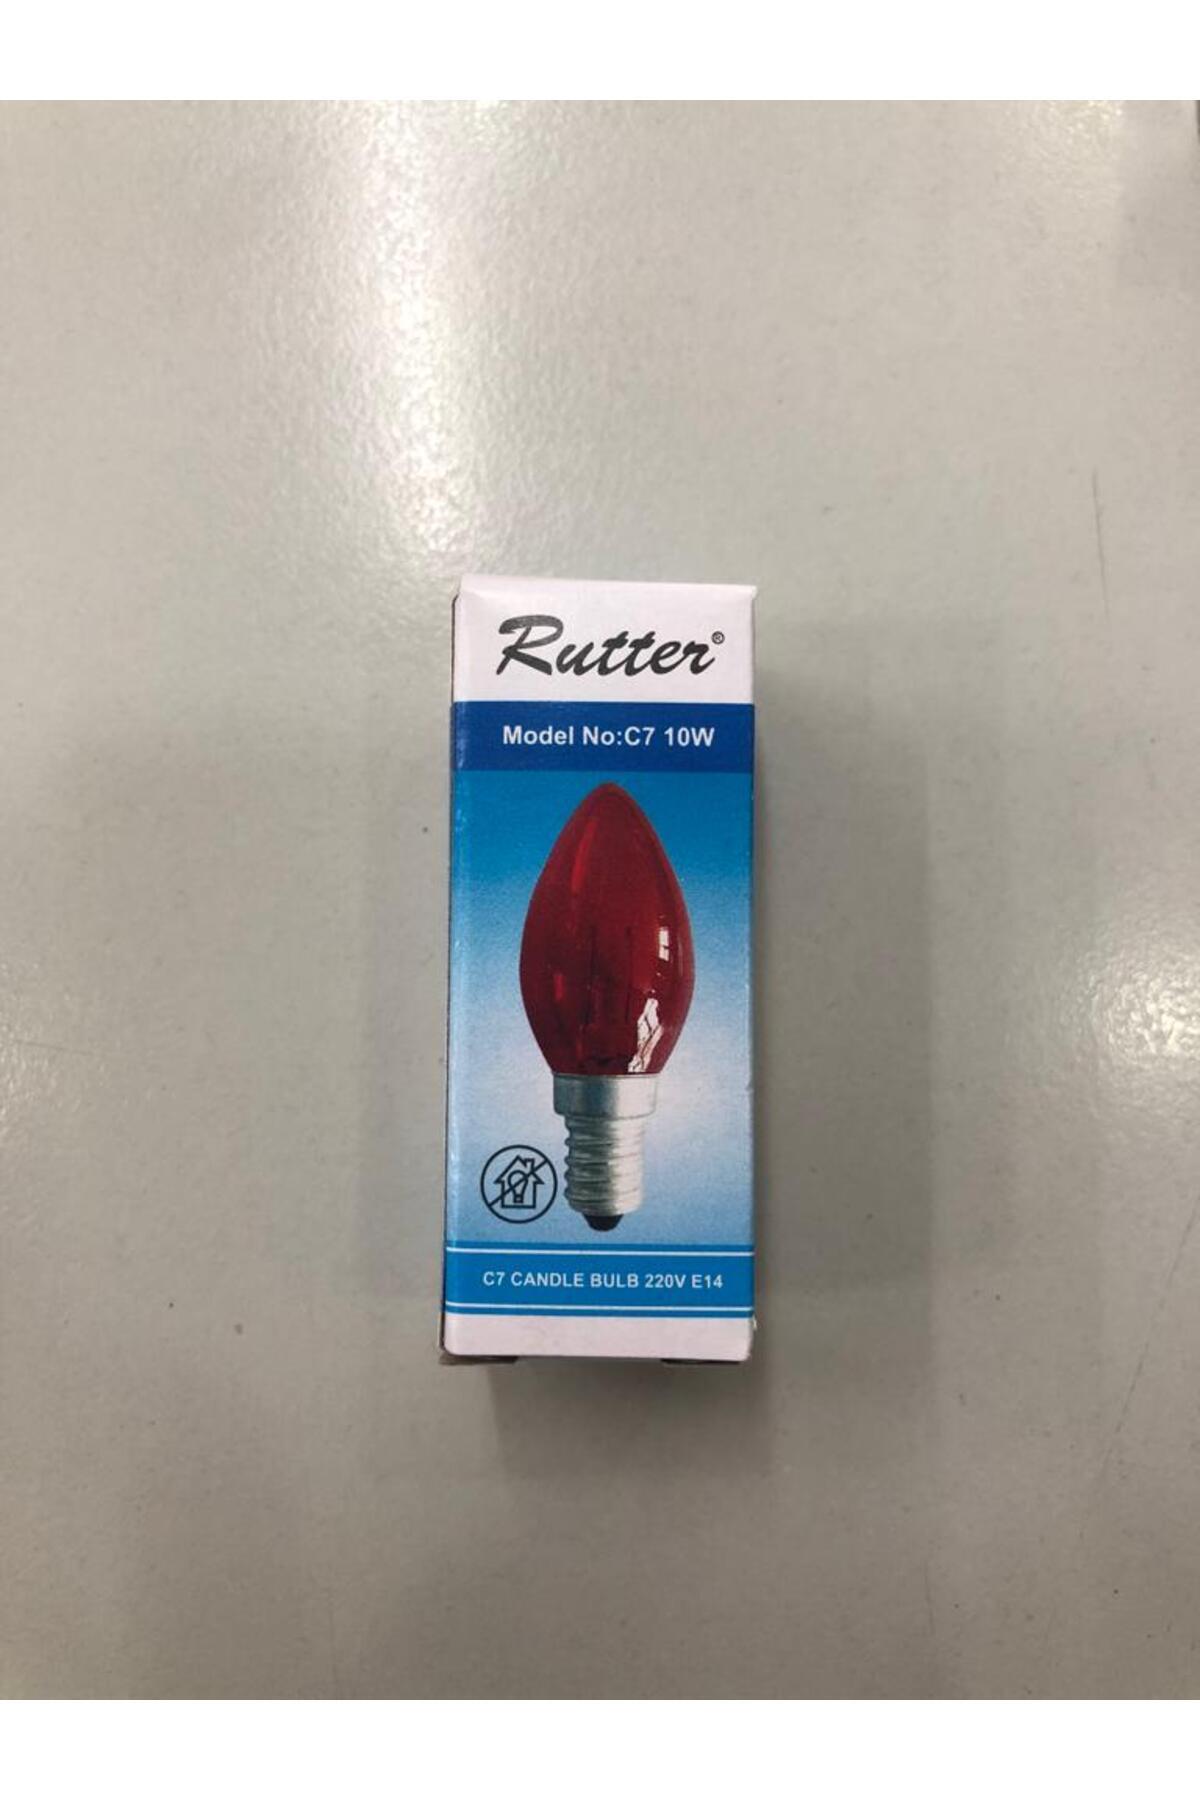 Rutter®
Model No:C7 10W
C7 CANDLE BULB 220V E14